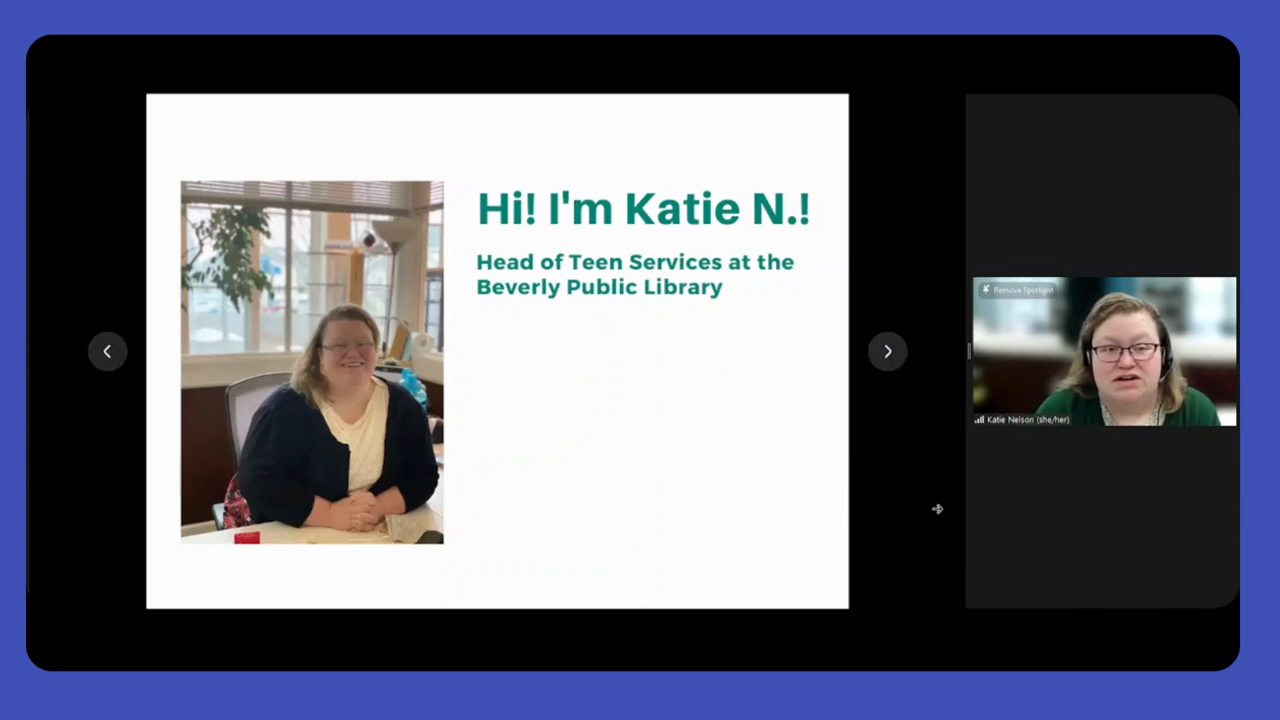 Hi! I'm Katie N.!
Head of Teen Services at the
Beverly Public Library
Remove Spotlight
Katie Nelson (she/her)